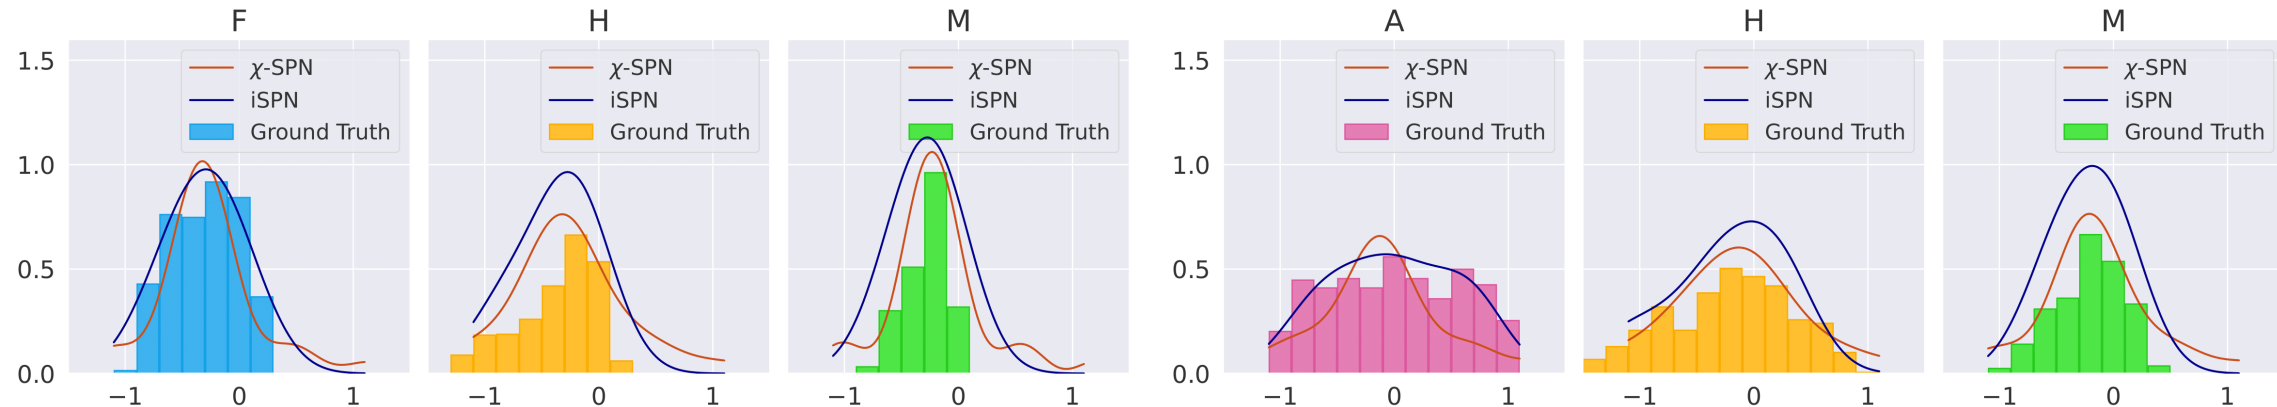 F
χ-SPN
iSPN
Ground Truth
1.5
1.0
0.5
0.0
−1 0 1
H
χ-SPN
iSPN
Ground Truth
−1 0 1
M
χ-SPN
iSPN
Ground Truth
−1 0 1
A
χ-SPN
iSPN
Ground Truth
1.5
1.0
0.5
0.0
−1 0 1
H
χ-SPN
iSPN
Ground Truth
−1 0 1
M
χ-SPN
iSPN
Ground Truth
−1 0 1